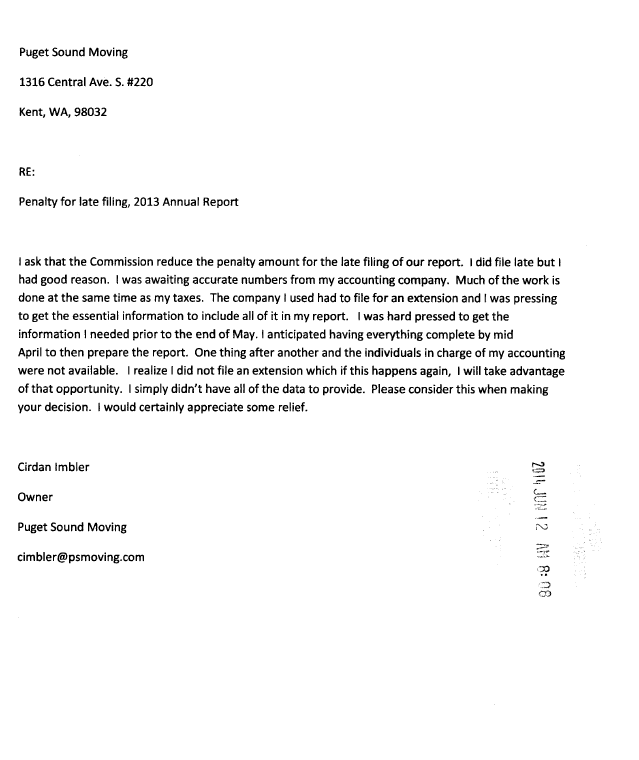 Puget Sound Moving
1316 Central Ave. S. #220
Kent, WA, 98032
RE:
Penalty for late filing, 2013 Annual Report
I ask that the Commission reduce the penalty amount for the late filing of our report.  I did file late but I
had good reason.  I was awaiting accurate numbers from my accounting company.  Much of the work is
done at the same time as my taxes.  The company I used had to file for an extension and I was pressing
to get the essential information to include all of it in my report.   I was hard pressed to get the
information I needed prior to the end of May. I anticipated having everything complete by mid
April to then prepare the report.  One thing after another and the individuals in charge of my accounting
were not available.   I realize I did not file an extension which if this happens again,  I will take advantage
of that opportunity.  I simply didn't have all of the data to provide.  Please consider this when making
your decision.  I would certainly appreciate some relief.
Cirdan Imbler
Owner
Puget Sound Moving
cimbler@psmoving.com
2014 JUN 12 AM 8:08